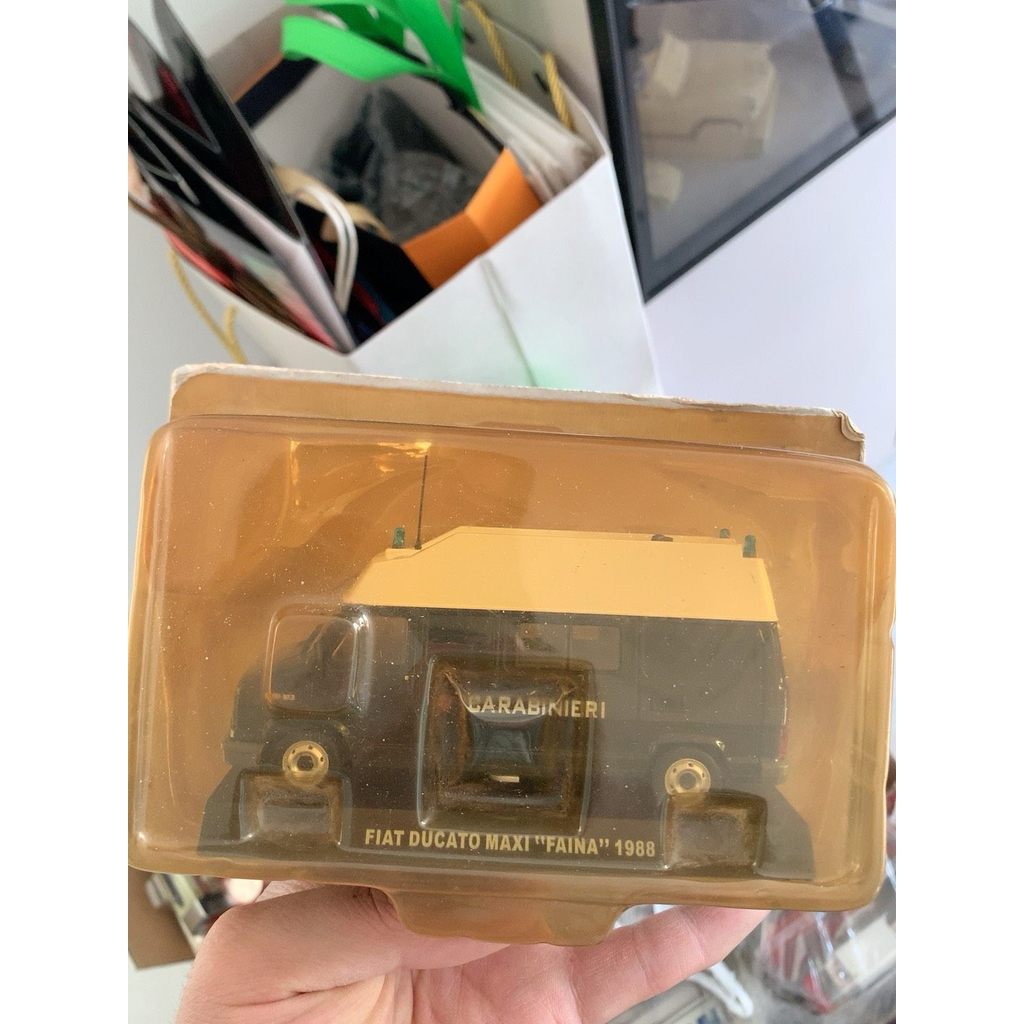 CARABINIERI
FIAT DUCATO MAXI "FAINA" 1988